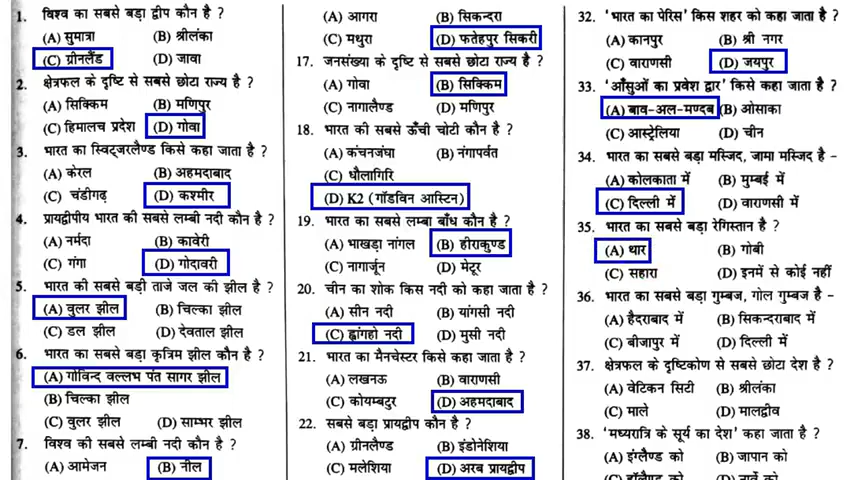 1. विश्व का सबसे बड़ा द्वीप कौन है ?
(A) सुमात्रा (B) श्रीलंका
(C) ग्रीनलैंड (D) जावा
2. क्षेत्रफल के दृष्टि से सबसे छोटा राज्य है ?
(A) सिक्किम (B) मणिपुर
(C) हिमालच प्रदेश (D) गोवा
3. भारत का स्विट्जरलैण्ड किसे कहा जाता है ?
(A) केरल (B) अहमदाबाद
(C) चंडीगढ़ (D) कश्मीर
4. प्रायद्वीपीय भारत की सबसे लम्बी नदी कौन है ?
(A) नर्मदा (B) कावेरी
(C) गंगा (D) गोदावरी
5. भारत की सबसे बड़ी ताजे जल की झील है ?
(A) वुलर झील (B) चिल्का झील
(C) डल झील (D) देवताल झील
6. भारत का सबसे बड़ा कृत्रिम झील कौन है ?
(A) गोविन्द वल्लभ पंत सागर झील
(B) चिल्का झील
(C) वुलर झील (D) साम्भर झील
7. विश्व की सबसे लम्बी नदी कौन है ?
(A) आमेजन (B) नील
(A) आगरा (B) सिकन्दरा
(C) मथुरा (D) फतेहपुर सिकरी
17. जनसंख्या के दृष्टि से सबसे छोटा राज्य है ?
(A) गोवा (B) सिक्किम
(C) नागालैण्ड (D) मणिपुर
18. भारत की सबसे ऊँची चोटी कौन है ?
(A) कंचनजंघा (B) नंगापर्वत
(C) धौलागिरि
(D) K2 (गॉडविन आस्टिन)
19. भारत का सबसे लम्बा बाँध कौन है ?
(A) भाखड़ा नांगल (B) हीराकुण्ड
(C) नागार्जून (D) मेटूर
20. चीन का शोक किस नदी को कहा जाता है ?
(A) सीन नदी (B) यांगसी नदी
(C) ह्वांगहो नदी (D) मुसी नदी
21. भारत का मैनचेस्टर किसे कहा जाता है ?
(A) लखनऊ (B) वाराणसी
(C) कोयम्बटुर (D) अहमदाबाद
22. सबसे बड़ा प्रायद्वीप कौन है ?
(A) ग्रीनलैण्ड (B) इंडोनेशिया
(C) मलेशिया (D) अरब प्रायद्वीप
32. 'भारत का पेरिस' किस शहर को कहा जाता है ?
(A) कानपुर (B) श्री नगर
(C) वाराणसी (D) जयपुर
33. 'आँसुओं का प्रवेश द्वार' किसे कहा जाता है ?
(A) बाव-अल-मण्दब (B) ओसाका
(C) आस्ट्रेलिया (D) चीन
34. भारत का सबसे बड़ा मस्जिद, जामा मस्जिद है -
(A) कोलकाता में (B) मुम्बई में
(C) दिल्ली में (D) वाराणसी में
35. भारत का सबसे बड़ा रेगिस्तान है ?
(A) थार (B) गोबी
(C) सहारा (D) इनमें से कोई नहीं
36. भारत का सबसे बड़ा गुम्बज, गोल गुम्बज है -
(A) हैदराबाद में (B) सिकन्दराबाद में
(C) बीजापुर में (D) दिल्ली में
37. क्षेत्रफल के दृष्टिकोण से सबसे छोटा देश है ?
(A) वेटिकन सिटी (B) श्रीलंका
(C) माले (D) मालद्वीव
38. 'मध्यरात्रि के सूर्य का देश' कहा जाता है ?
(A) इंग्लैण्ड को (B) जापान को
(C) हॉलैण्ड को (D) नार्वे को